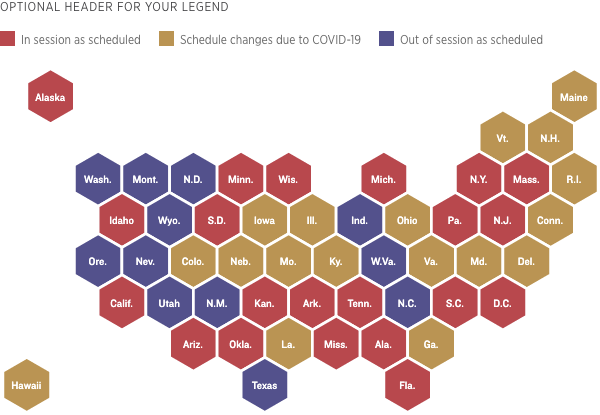 OPTIONAL HEADER FOR YOUR LEGEND
In session as scheduled Schedule changes due to COVID-19 Out of session as scheduled
Alaska Maine
Vt. N.H.
Wash. Mont. N.D. Minn. Wis. Mich. N.Y. Mass. R.I.
Idaho Wyo. S.D. Iowa Ill. Ind. Ohio Pa. N.J. Conn.
Ore. Nev. Colo. Neb. Mo. Ky. W.Va. Va. Md. Del.
Calif. Utah N.M. Kan. Ark. Tenn. N.C. S.C. D.C.
Ariz. Okla. La. Miss. Ala. Ga.
Hawaii Texas Fla.